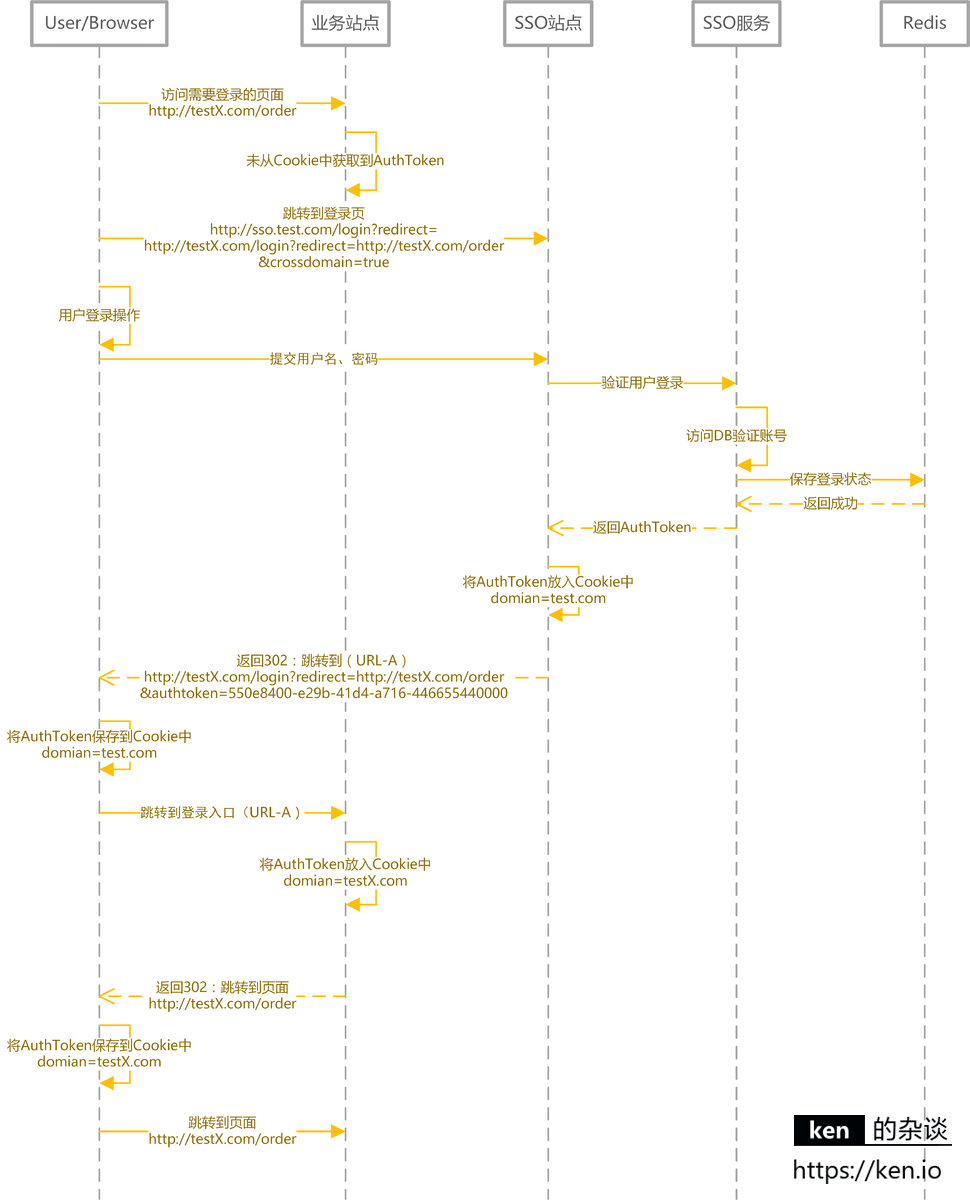 User/Browser
业务站点
SSO站点
SSO服务
Redis
访问需要登录的页面
http://testX.com/order
未从Cookie中获取到AuthToken
跳转到登录页
http://sso.test.com/login?redirect=
http://testX.com/login?redirect=http://testX.com/order
&crossdomain=true
用户登录操作
提交用户名、密码
验证用户登录
访问DB验证账号
保存登录状态
返回成功
返回AuthToken
将AuthToken放入Cookie中
domian=test.com
返回302：跳转到（URL-A）
http://testX.com/login?redirect=http://testX.com/order
&authtoken=550e8400-e29b-41d4-a716-446655440000
将AuthToken保存到Cookie中
domian=test.com
跳转到登录入口（URL-A）
将AuthToken放入Cookie中
domian=testX.com
返回302：跳转到页面
http://testX.com/order
将AuthToken保存到Cookie中
domian=testX.com
跳转到页面
http://testX.com/order
ken 的杂谈
https://ken.io